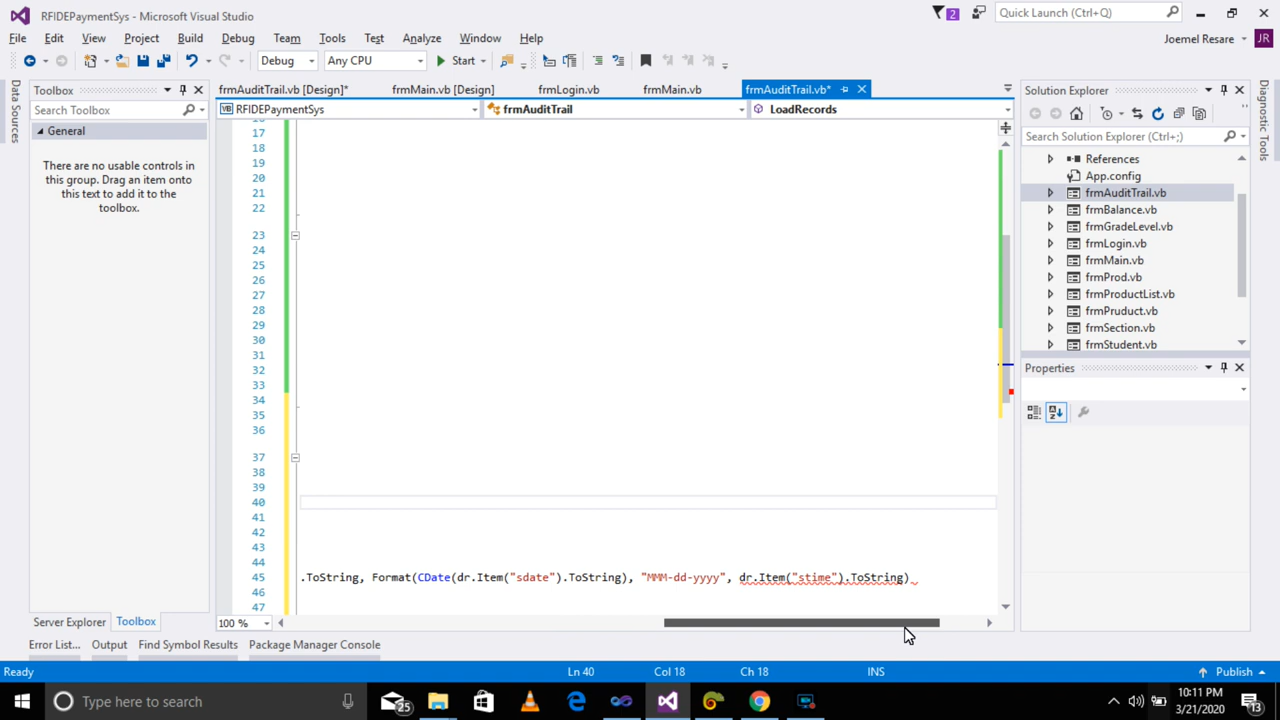 RFIDEPaymentSys - Microsoft Visual Studio
2
Quick Launch (Ctrl+Q)
File Edit View Project Build Debug Team Tools Test Analyze Window Help
Joemel Resare
JR
Debug
Any CPU
Start
Data Sources
Toolbox
Search Toolbox
General
There are no usable controls in
this group. Drag an item onto
this text to add it to the
toolbox.
Server Explorer
Toolbox
frmAuditTrail.vb [Design]*
frmMain.vb [Design]
frmLogin.vb
frmMain.vb
frmAuditTrail.vb*
RFIDEPaymentSys
frmAuditTrail
LoadRecords
17
18
19
20
21
22
23
24
25
26
27
28
29
30
31
32
33
34
35
36
37
38
39
40
41
42
43
44
45 .ToString, Format(CDate(dr.Item("sdate").ToString), "MMM-dd-yyyy", dr.Item("stime").ToString)
46
47
100 %
Solution Explorer
Search Solution Explorer (Ctrl+;)
References
App.config
frmAuditTrail.vb
frmBalance.vb
frmGradeLevel.vb
frmLogin.vb
frmMain.vb
frmProd.vb
frmProductList.vb
frmPruduct.vb
frmSection.vb
frmStudent.vb
Properties
Diagnostic Tools
Error List...
Output
Find Symbol Results
Package Manager Console
Ready
Ln 40
Col 18
Ch 18
INS
Publish
Type here to search
25
10:11 PM
3/21/2020
13